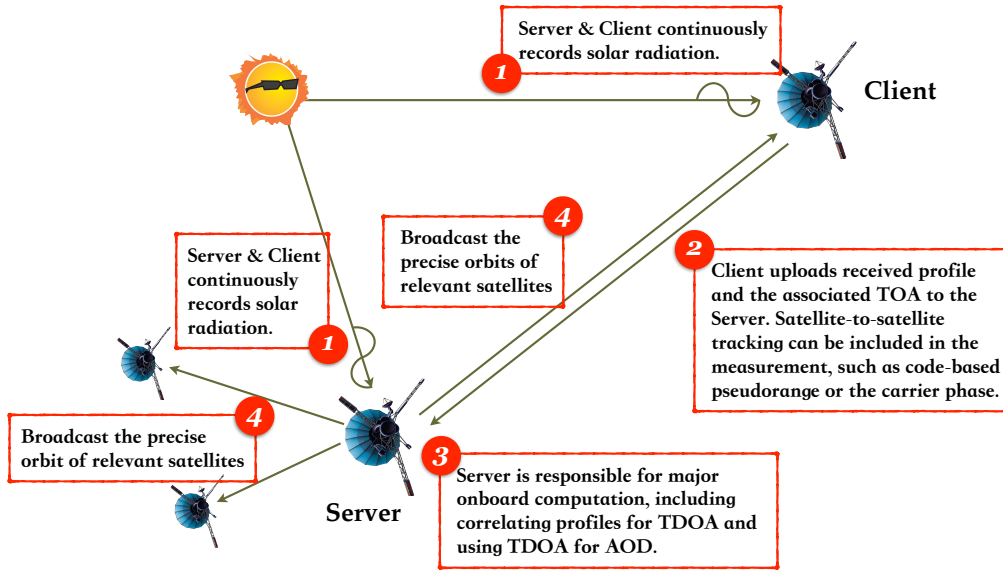 Server & Client continuously
records solar radiation.
1
Client
4
Broadcast the
precise orbits of
relevant satellites
2
Client uploads received profile
and the associated TOA to the
Server. Satellite-to-satellite
tracking can be included in the
measurement, such as code-based
pseudorange or the carrier phase.
Server & Client
continuously
records solar
radiation.
1
4
Broadcast the precise
orbit of relevant satellites
3
Server is responsible for major
onboard computation, including
correlating profiles for TDOA and
using TDOA for AOD.
Server